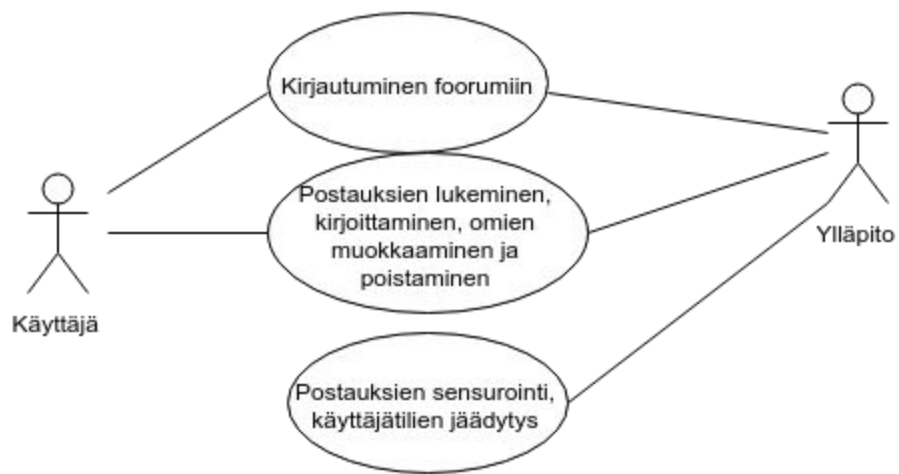 Kirjautuminen foorumiin
Postauksien lukeminen,
kirjoittaminen, omien
muokkaaminen ja
poistaminen
Ylläpito
Käyttäjä
Postauksien sensurointi,
käyttäjätilien jäädytys